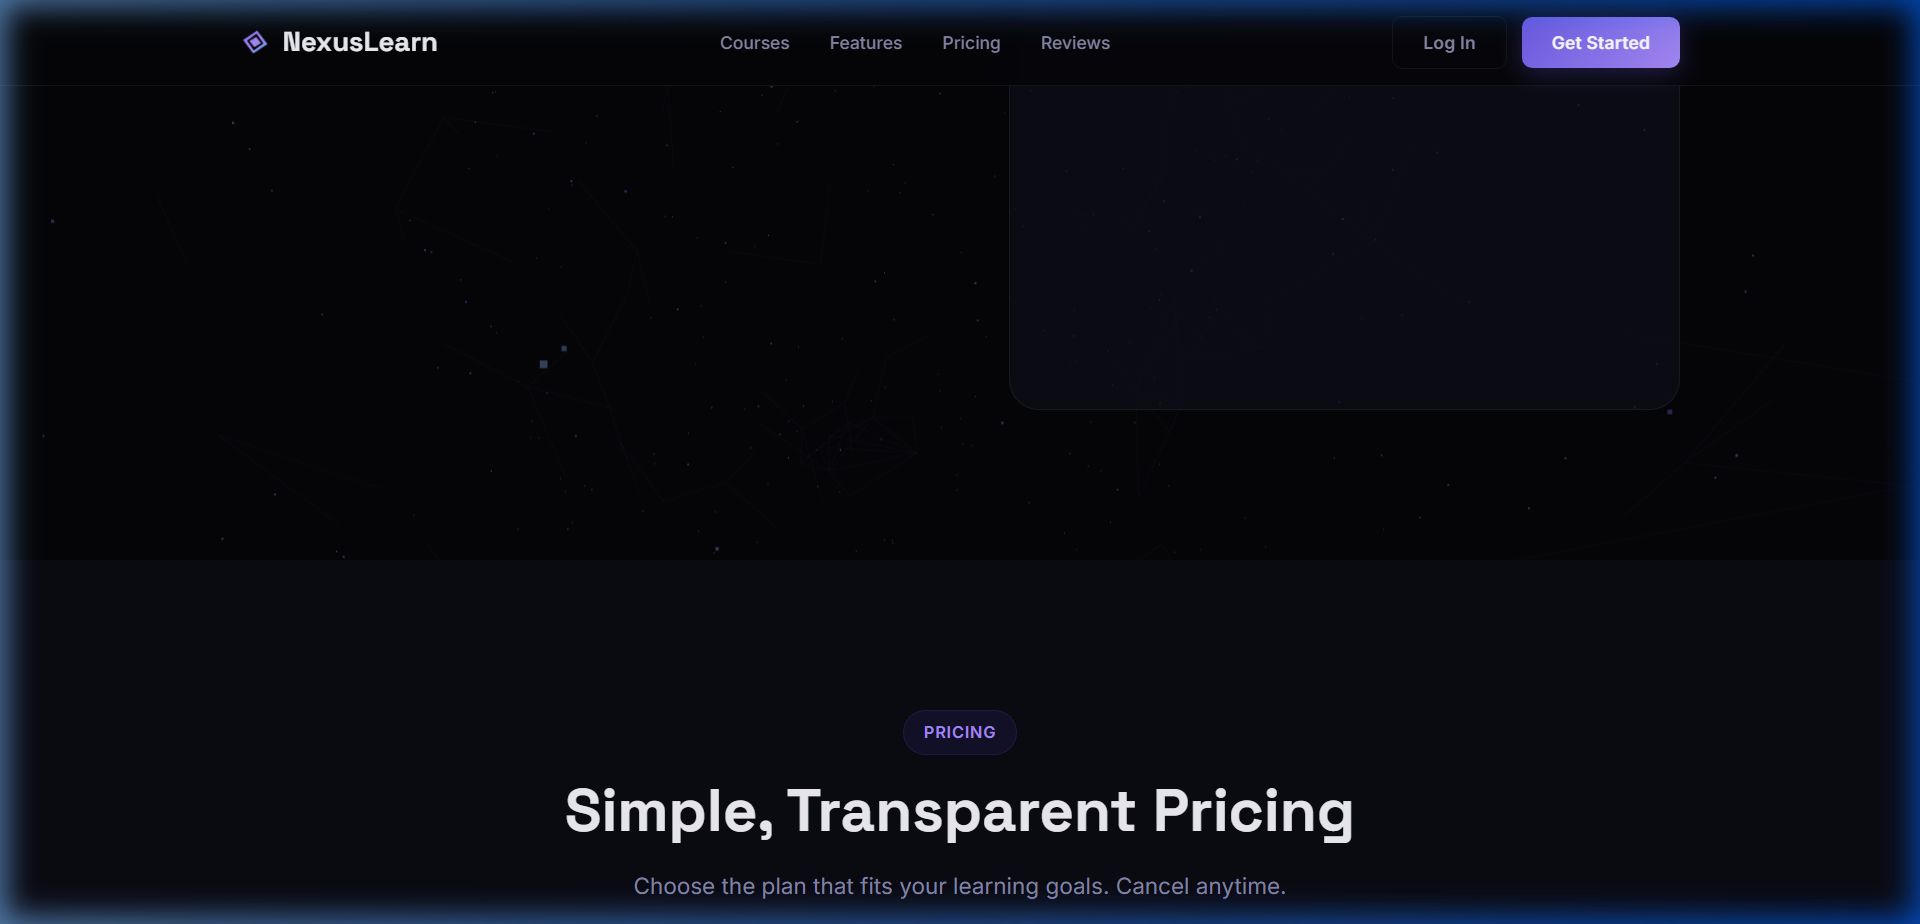 NexusLearn
Courses
Features
Pricing
Reviews
Log In
Get Started
PRICING
Simple, Transparent Pricing
Choose the plan that fits your learning goals. Cancel anytime.